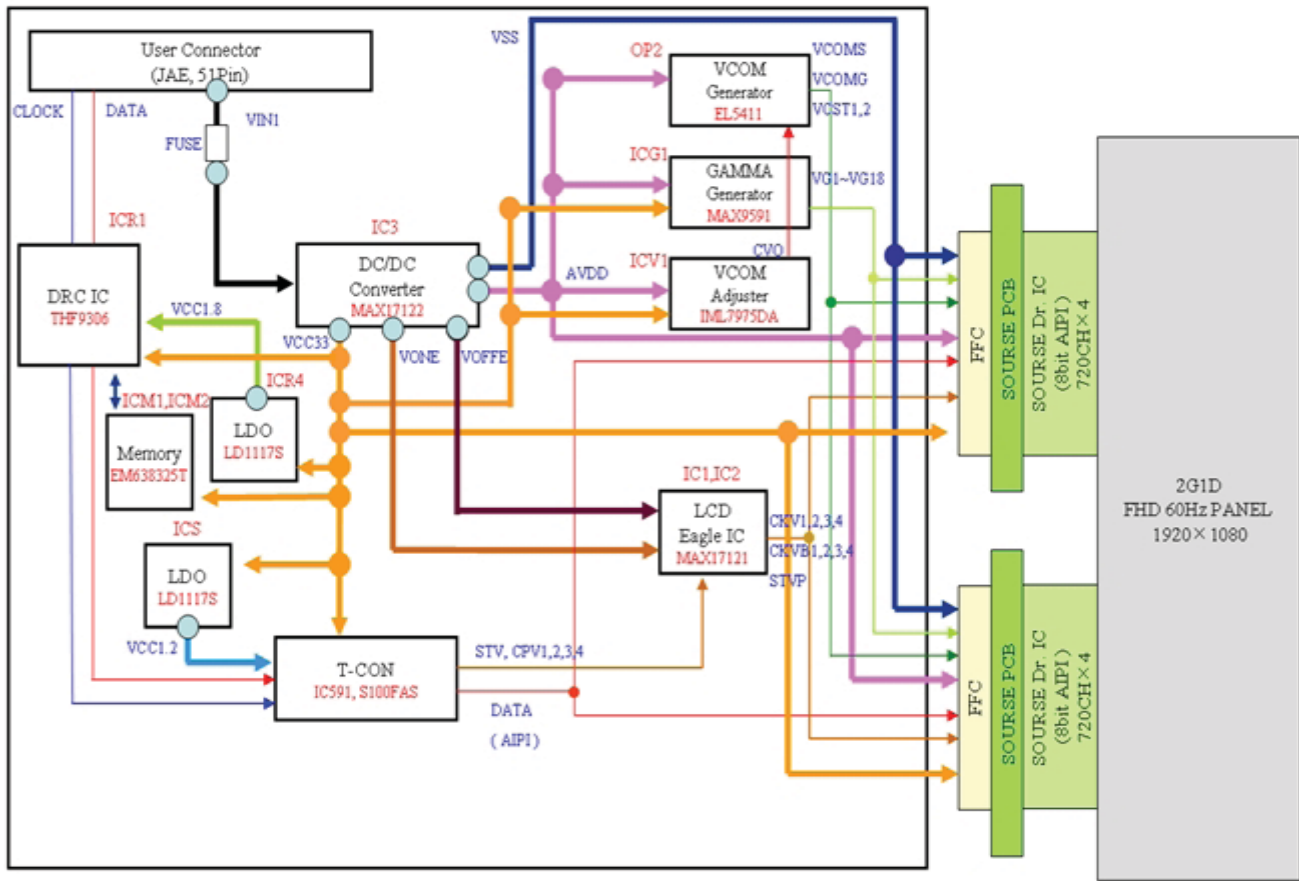 User Connector
(JAE, 51Pin)
CLOCK
DATA
FUSE
VIN1
VSS
OP2
VCOM
Generator
EL5411
VCOMS
VCOMG
VCST1,2
ICG1
GAMMA
Generator
MAX9591
VG1~VG18
ICR1
DRC IC
THF9306
IC3
DC/DC
Converter
MAX17122
AVDD
ICV1
CVO
VCOM
Adjuster
IML7975DA
VCC1.8
VCC33
VONE
VOFFE
ICR4
LDO
LD1117S
ICM1,ICM2
Memory
EM638325T
ICS
LDO
LD1117S
VCC1.2
IC1,IC2
LCD
Eagle IC
MAX17121
CKV1,2,3,4
CKVB1,2,3,4
STVP
T-CON
IC591, S100FAS
STV, CPV1,2,3,4
DATA
( AIPI )
FFC
SOURSE PCB
SOURSE Dr. IC
(8bit AIPI)
720CH×4
FFC
SOURSE PCB
SOURSE Dr. IC
(8bit AIPI)
720CH×4
2G1D
FHD 60Hz PANEL
1920×1080